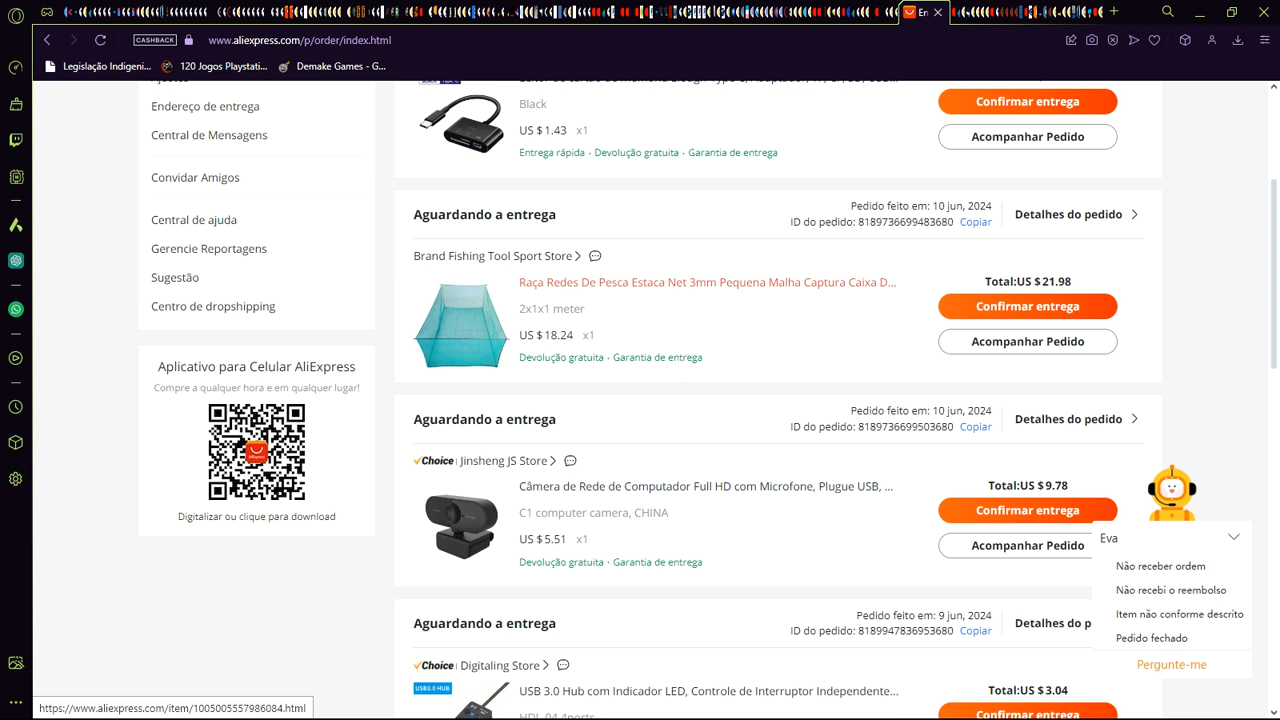 En
CASHBACK
www.aliexpress.com/p/order/index.html
Legislação Indigeni...
120 Jogos Playstati...
Demake Games - G...
Endereço de entrega
Central de Mensagens
Convidar Amigos
Central de ajuda
Gerencie Reportagens
Sugestão
Centro de dropshipping
Aplicativo para Celular AliExpress
Compre a qualquer hora e em qualquer lugar!
Digitalizar ou clique para download
Black
US $1.43 x1
Entrega rápida · Devolução gratuita · Garantia de entrega
Confirmar entrega
Acompanhar Pedido
Aguardando a entrega
Pedido feito em: 10 jun, 2024
ID do pedido: 8189736699483680 Copiar
Detalhes do pedido
Brand Fishing Tool Sport Store
Raça Redes De Pesca Estaca Net 3mm Pequena Malha Captura Caixa D...
2x1x1 meter
US $18.24 x1
Devolução gratuita · Garantia de entrega
Total:US $21.98
Confirmar entrega
Acompanhar Pedido
Aguardando a entrega
Pedido feito em: 10 jun, 2024
ID do pedido: 8189736699503680 Copiar
Detalhes do pedido
Choice Jinsheng JS Store
Câmera de Rede de Computador Full HD com Microfone, Plugue USB, ...
C1 computer camera, CHINA
US $5.51 x1
Devolução gratuita · Garantia de entrega
Total:US $9.78
Confirmar entrega
Acompanhar Pedido
Eva
Não receber ordem
Não recebi o reembolso
Item não conforme descrito
Pedido fechado
Pergunte-me
Aguardando a entrega
Pedido feito em: 9 jun, 2024
ID do pedido: 8189947836953680 Copiar
Detalhes do p
Choice Digitaling Store
USB3.0 HUB
USB 3.0 Hub com Indicador LED, Controle de Interruptor Independente...
Total:US $3.04
Confirmar entrega
https://www.aliexpress.com/item/1005005557986084.html